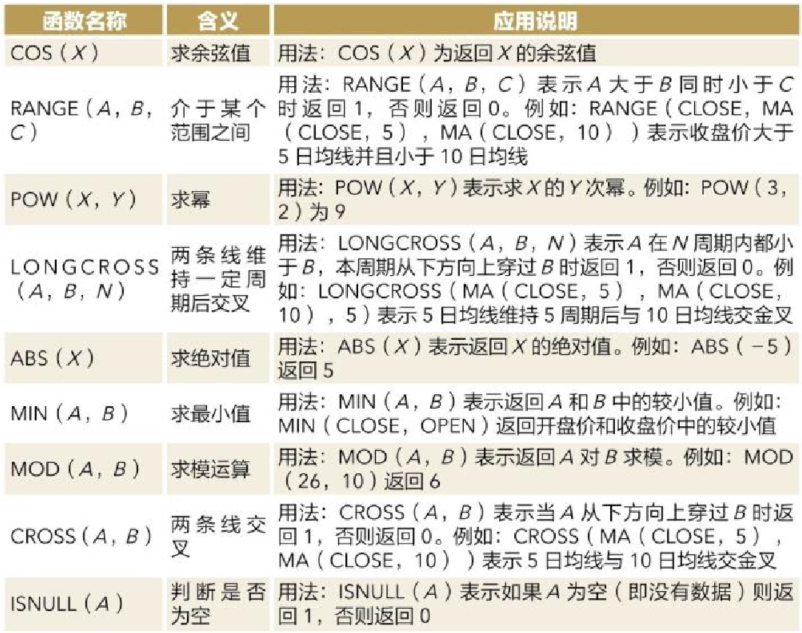 函数名称 含义 应用说明
COS（X） 求余弦值 用法：COS（X）为返回X的余弦值
RANGE（A，B，
C）
介于某个
范围之间
用法：RANGE（A，B，C）表示A大于B同时小于C
时返回1，否则返回0。例如：RANGE（CLOSE，MA
（CLOSE，5），MA（CLOSE，10））表示收盘价大于
5日均线并且小于10日均线
POW（X，Y） 求幂
用法：POW（X，Y）表示求X的Y次幂。例如：POW（3，
2）为9
LONGCROSS
（A，B，N）
两条线维
持一定周
期后交叉
用法：LONGCROSS（A，B，N）表示A在N周期内都小
于B，本周期从下方向上穿过B时返回1，否则返回0。例
如：LONGCROSS（MA（CLOSE，5），MA（CLOSE，
10），5）表示5日均线维持5周期后与10日均线交金叉
ABS（X） 求绝对值
用法：ABS（X）表示返回X的绝对值。例如：ABS（-5）
返回5
MIN（A，B） 求最小值
用法：MIN（A，B）表示返回A和B中的较小值。例如：
MIN（CLOSE，OPEN）返回开盘价和收盘价中的较小值
MOD（A，B） 求模运算
用法：MOD（A，B）表示返回A对B求模。例如：MOD
（26，10）返回6
CROSS（A，B）
两条线交
叉
用法：CROSS（A，B）表示当A从下方向上穿过B时返
回1，否则返回0。例如：CROSS（MA（CLOSE，5），
MA（CLOSE，10））表示5日均线与10日均线交金叉
ISNULL（A）
判断是否
为空
用法：ISNULL（A）表示如果A为空（即没有数据）则返
回1，否则返回0